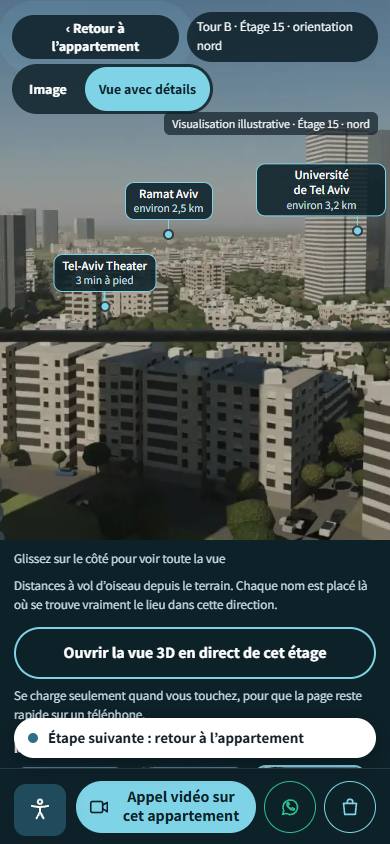 ‹ Retour à
l’appartement
Tour B · Étage 15 · orientation
nord
Image
Vue avec détails
Visualisation illustrative · Étage 15 · nord
Université
de Tel Aviv
environ 3,2 km
Ramat Aviv
environ 2,5 km
Tel-Aviv Theater
3 min à pied
Glissez sur le côté pour voir toute la vue
Distances à vol d’oiseau depuis le terrain. Chaque nom est placé là
où se trouve vraiment le lieu dans cette direction.
Ouvrir la vue 3D en direct de cet étage
Se charge seulement quand vous touchez, pour que la page reste
rapide sur un téléphone.
Étape suivante : retour à l’appartement
Appel vidéo sur
cet appartement